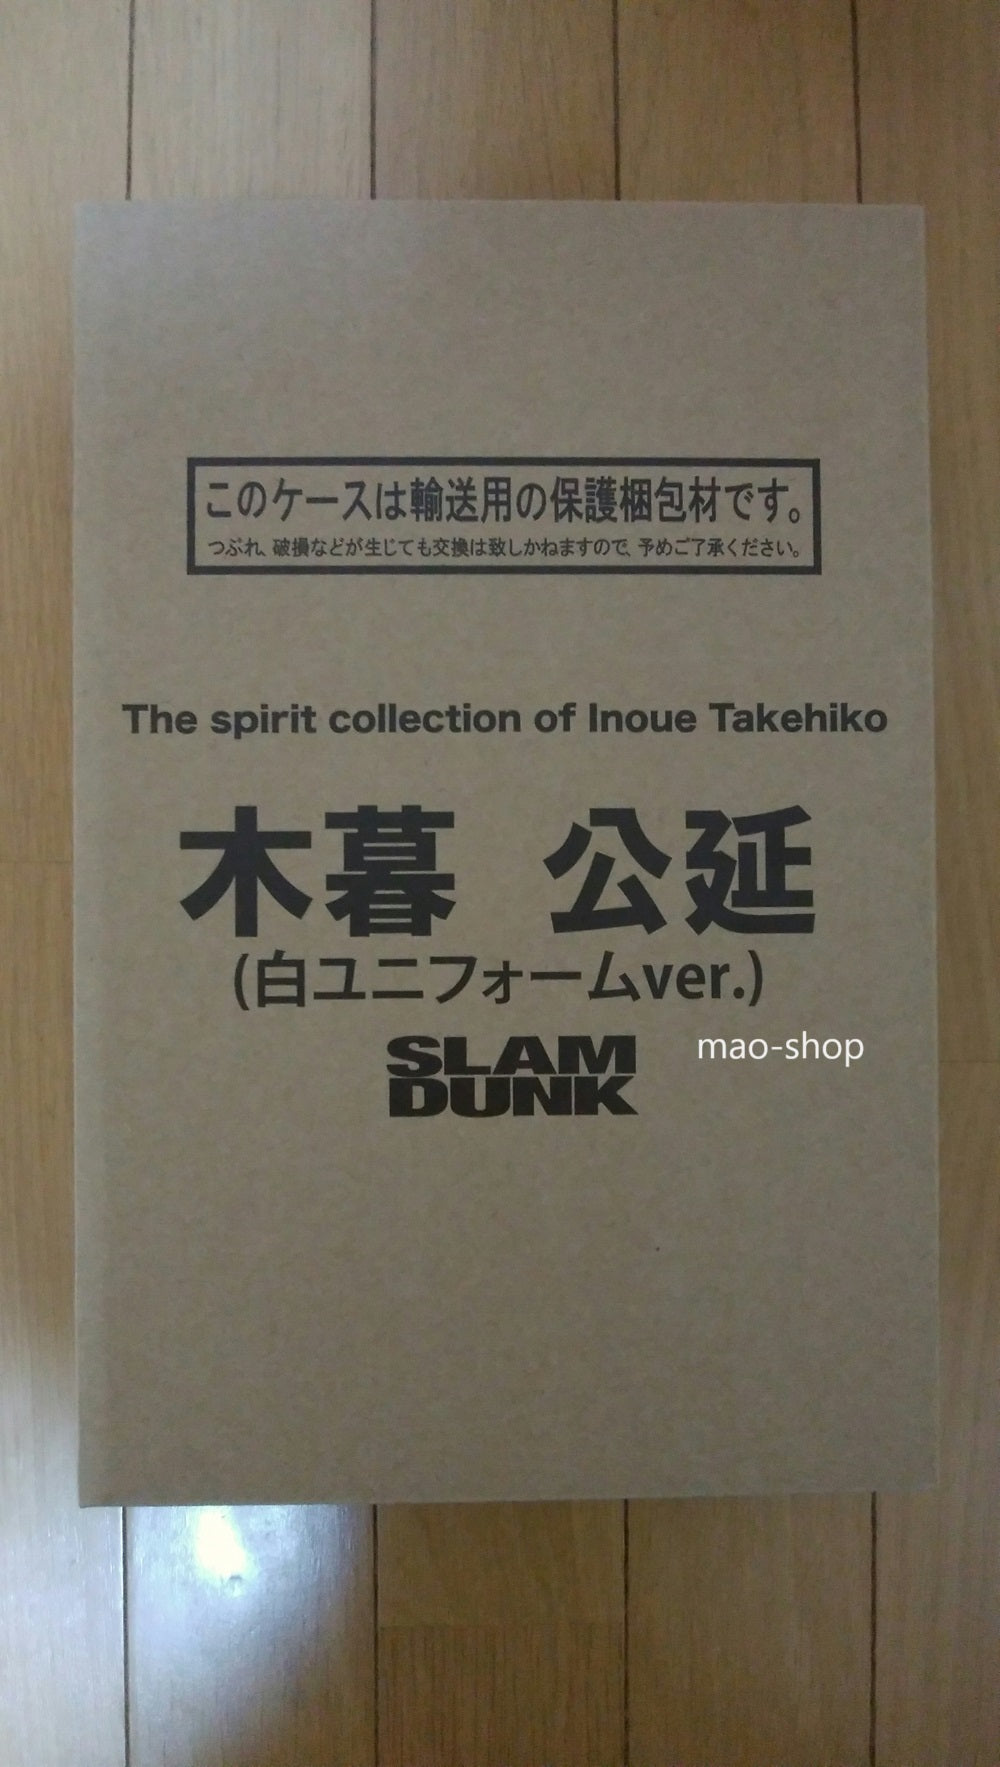 このケースは輸送用の保護梱包材です。
つぶれ、破損などが生じても交換は致しかねますので、予めご了承ください。
The spirit collection of Inoue Takehiko
木暮 公延
(白ユニフォームver.)
SLAM
DUNK
mao-shop